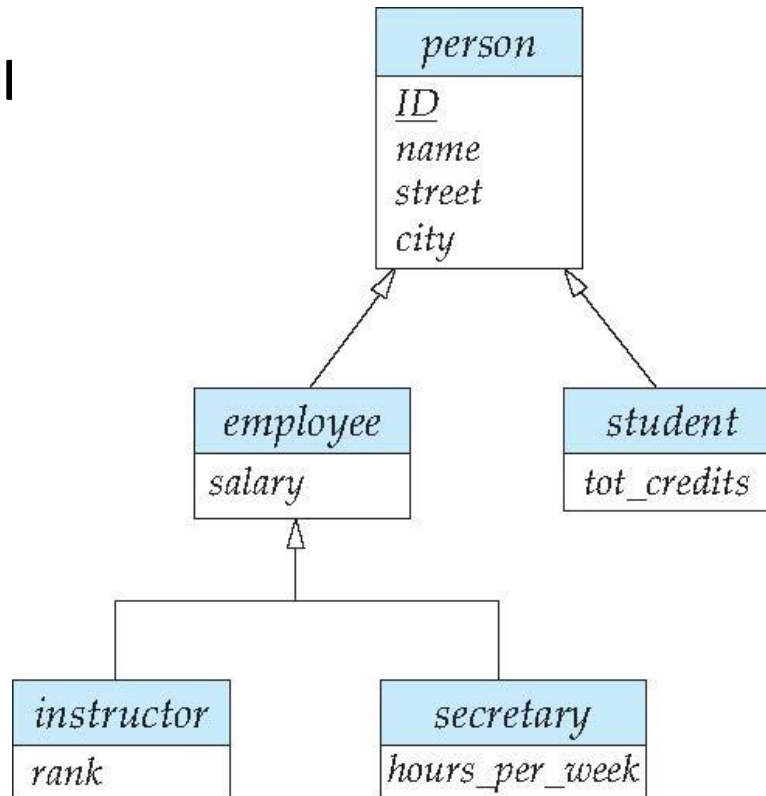 person
ID
name
street
city
employee
salary
student
tot_credits
instructor
rank
secretary
hours_per_week